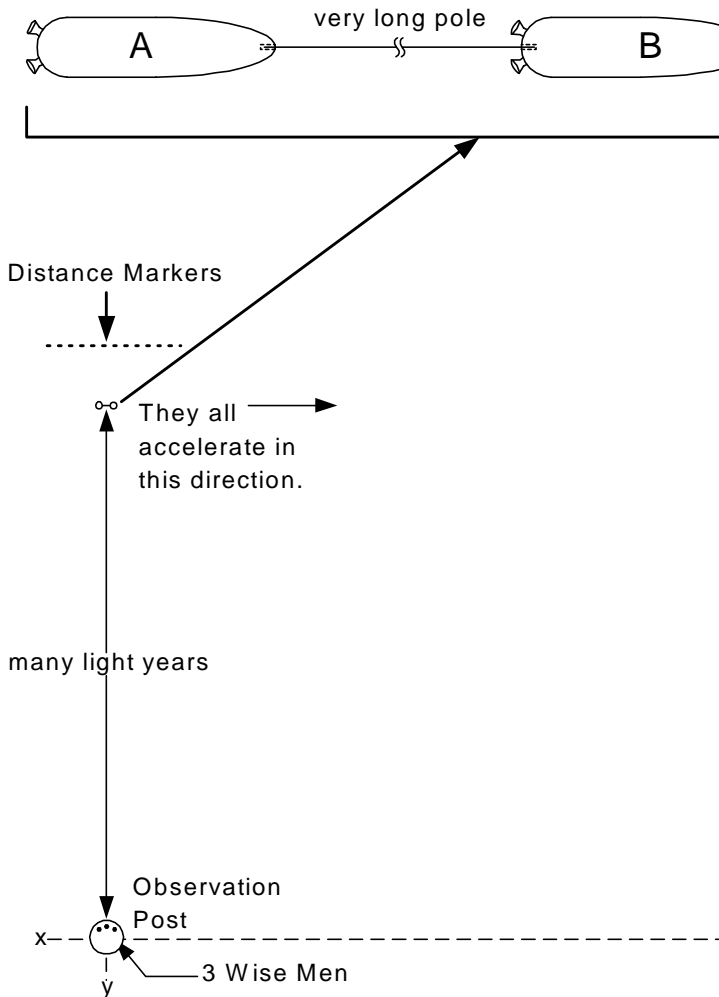 very long pole
A
B
Distance Markers
They all
accelerate in
this direction.
many light years
Observation
Post
x
3 Wise Men
y